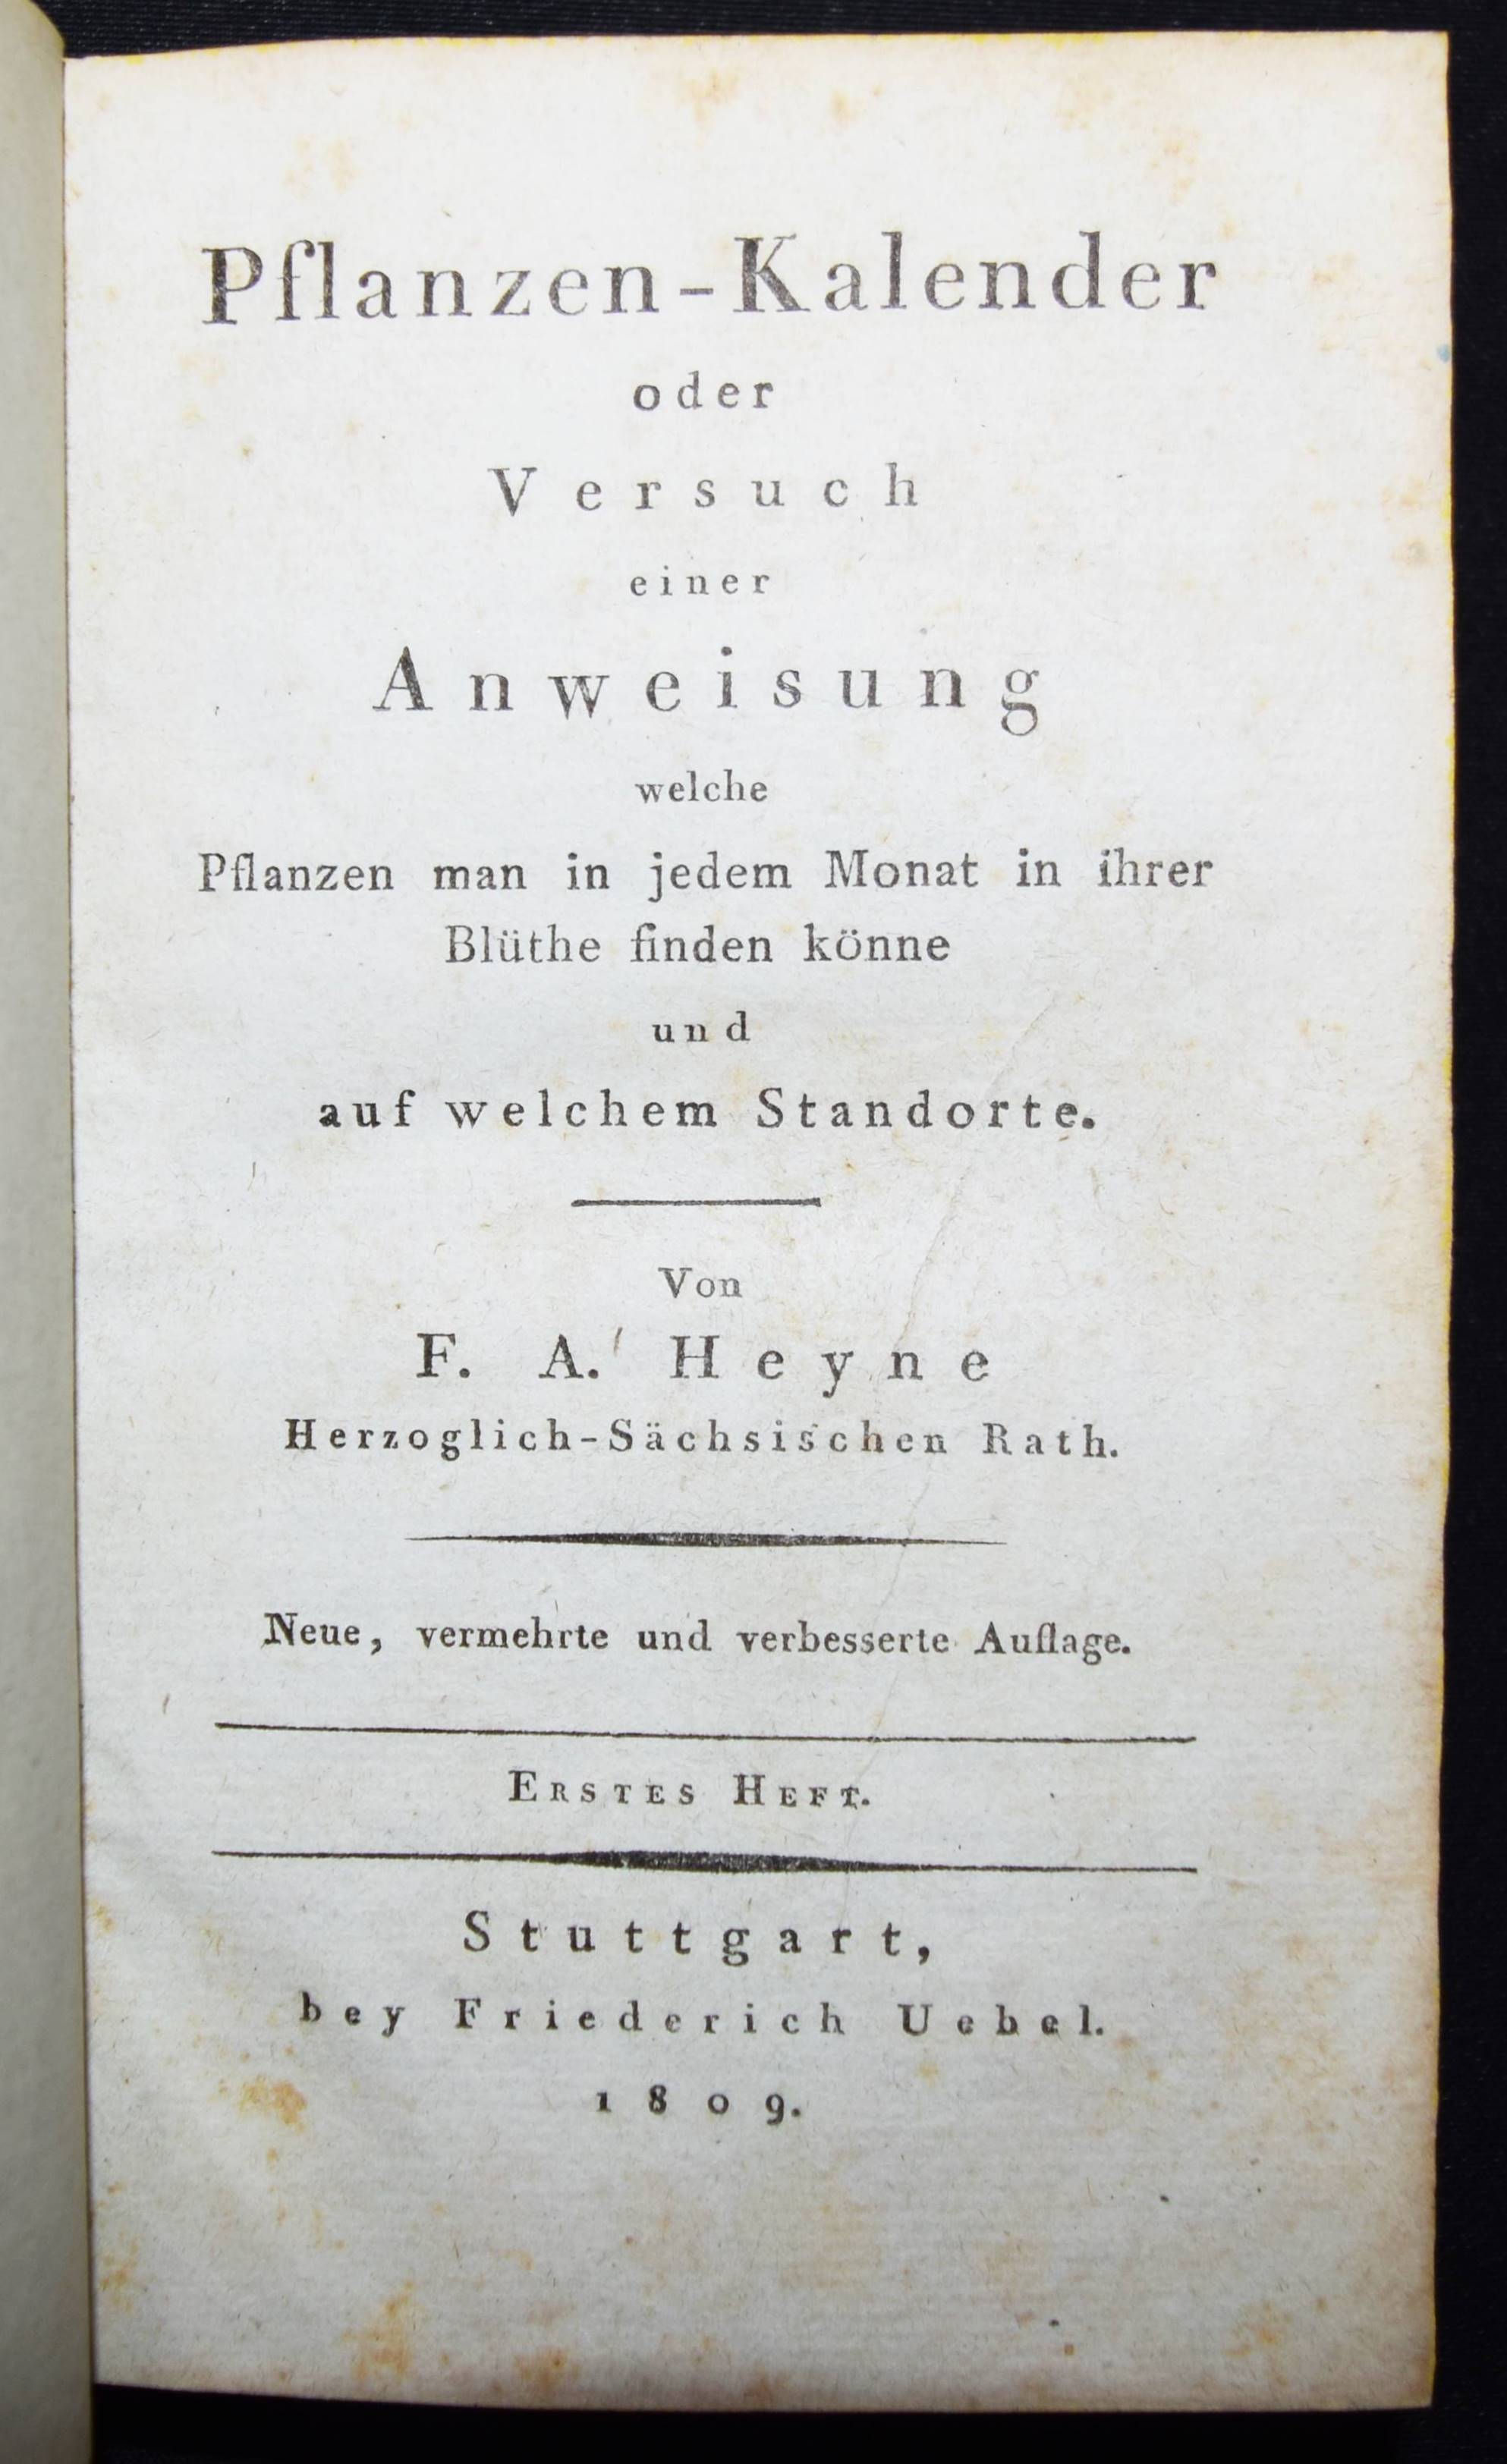 Pflanzen-Kalender
oder
Versuch
einer
Anweisung
welche
Pflanzen man in jedem Monat in ihrer
Blüthe finden könne
und
auf welchem Standorte.
Von
F. A. Heyne
Herzoglich-Sächsischen Rath.
Neue, vermehrte und verbesserte Auflage.
ERSTES HEFT.
Stuttgart,
bey Friederich Uebel.
1809.